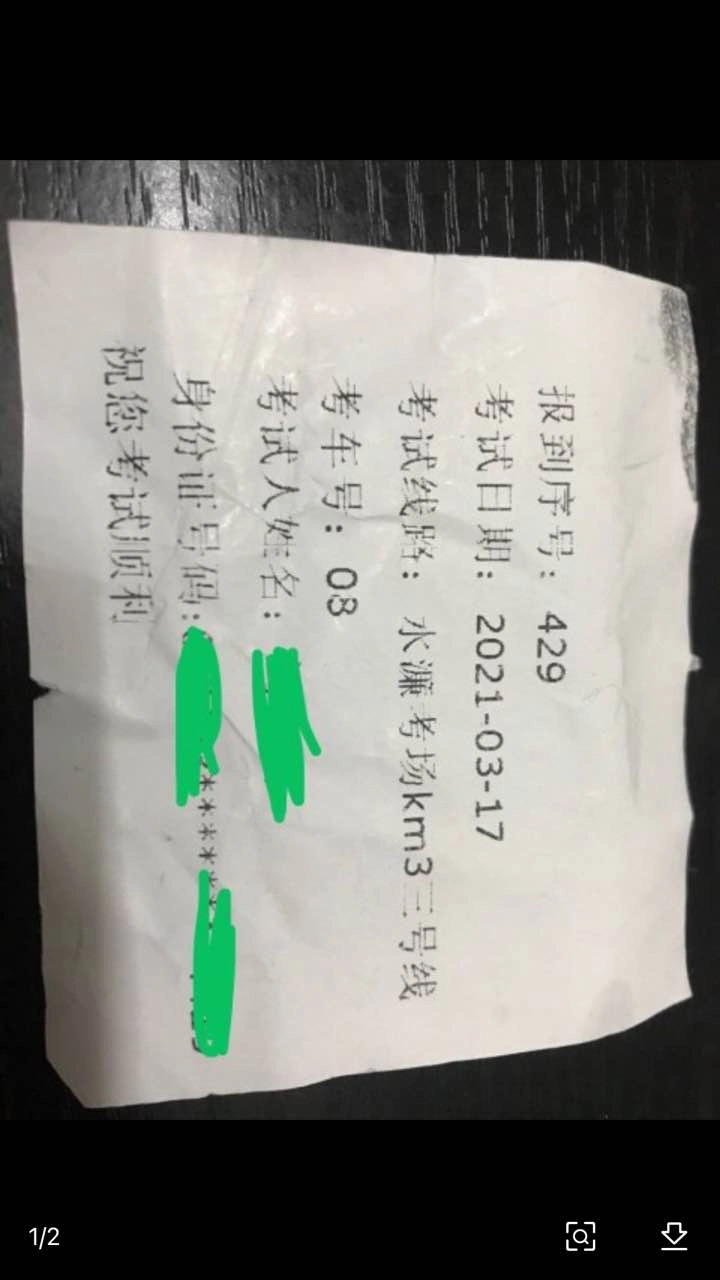 报到序号：429
考试日期：2021-03-17
考试线路： 水濂考场km3三号线
考车号：08
考试人姓名：
身份证号码：
祝您考试顺利
1/2